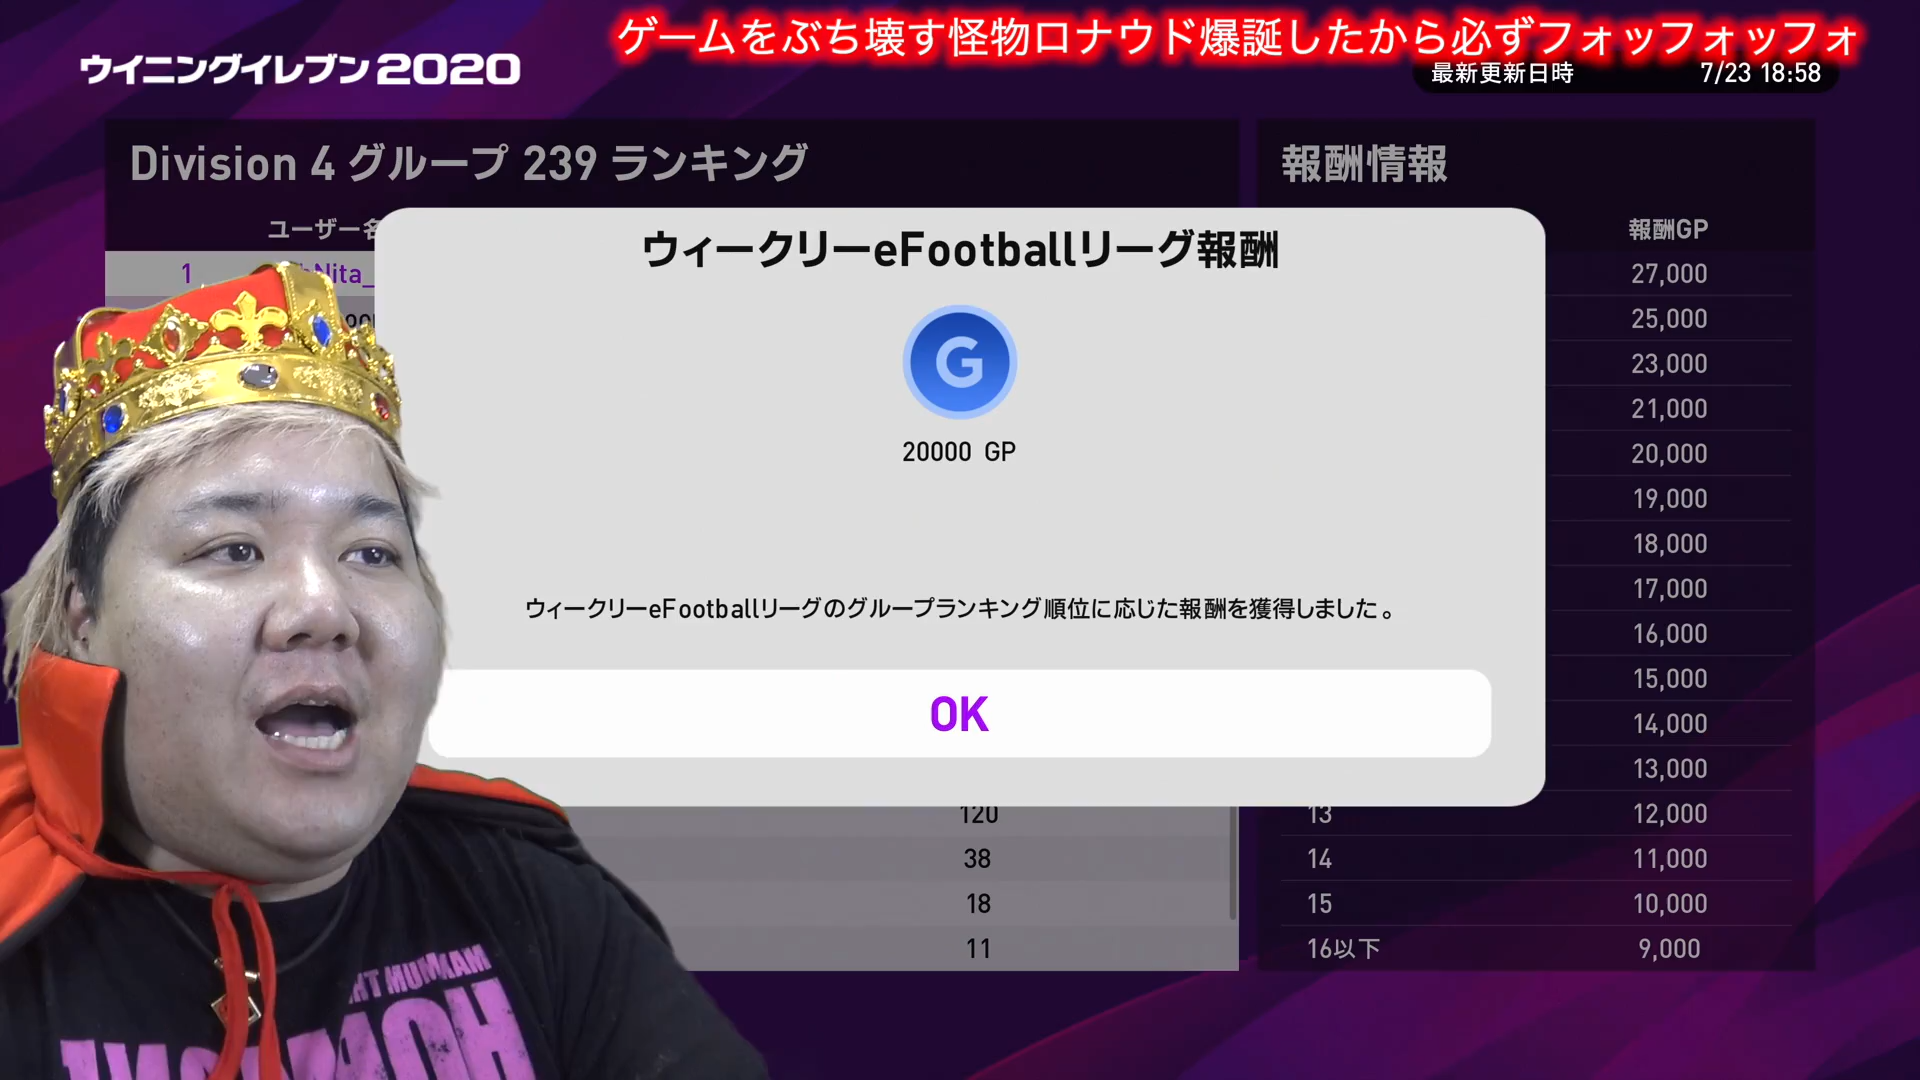 ゲームをぶち壊す怪物ロナウド爆誕したから必ずフォッフォッフォ
ウイニングイレブン 2020
最新更新日時 7/23 18:58
Division 4 グループ 239 ランキング
報酬情報
ユーザー名
報酬GP
1 Nita_
27,000
25,000
23,000
21,000
20,000
19,000
18,000
17,000
16,000
15,000
14,000
13,000
ウィークリーeFootballリーグ報酬
G
20000 GP
ウィークリーeFootballリーグのグループランキング順位に応じた報酬を獲得しました。
OK
120
13 12,000
38
14 11,000
18
15 10,000
11
16以下 9,000